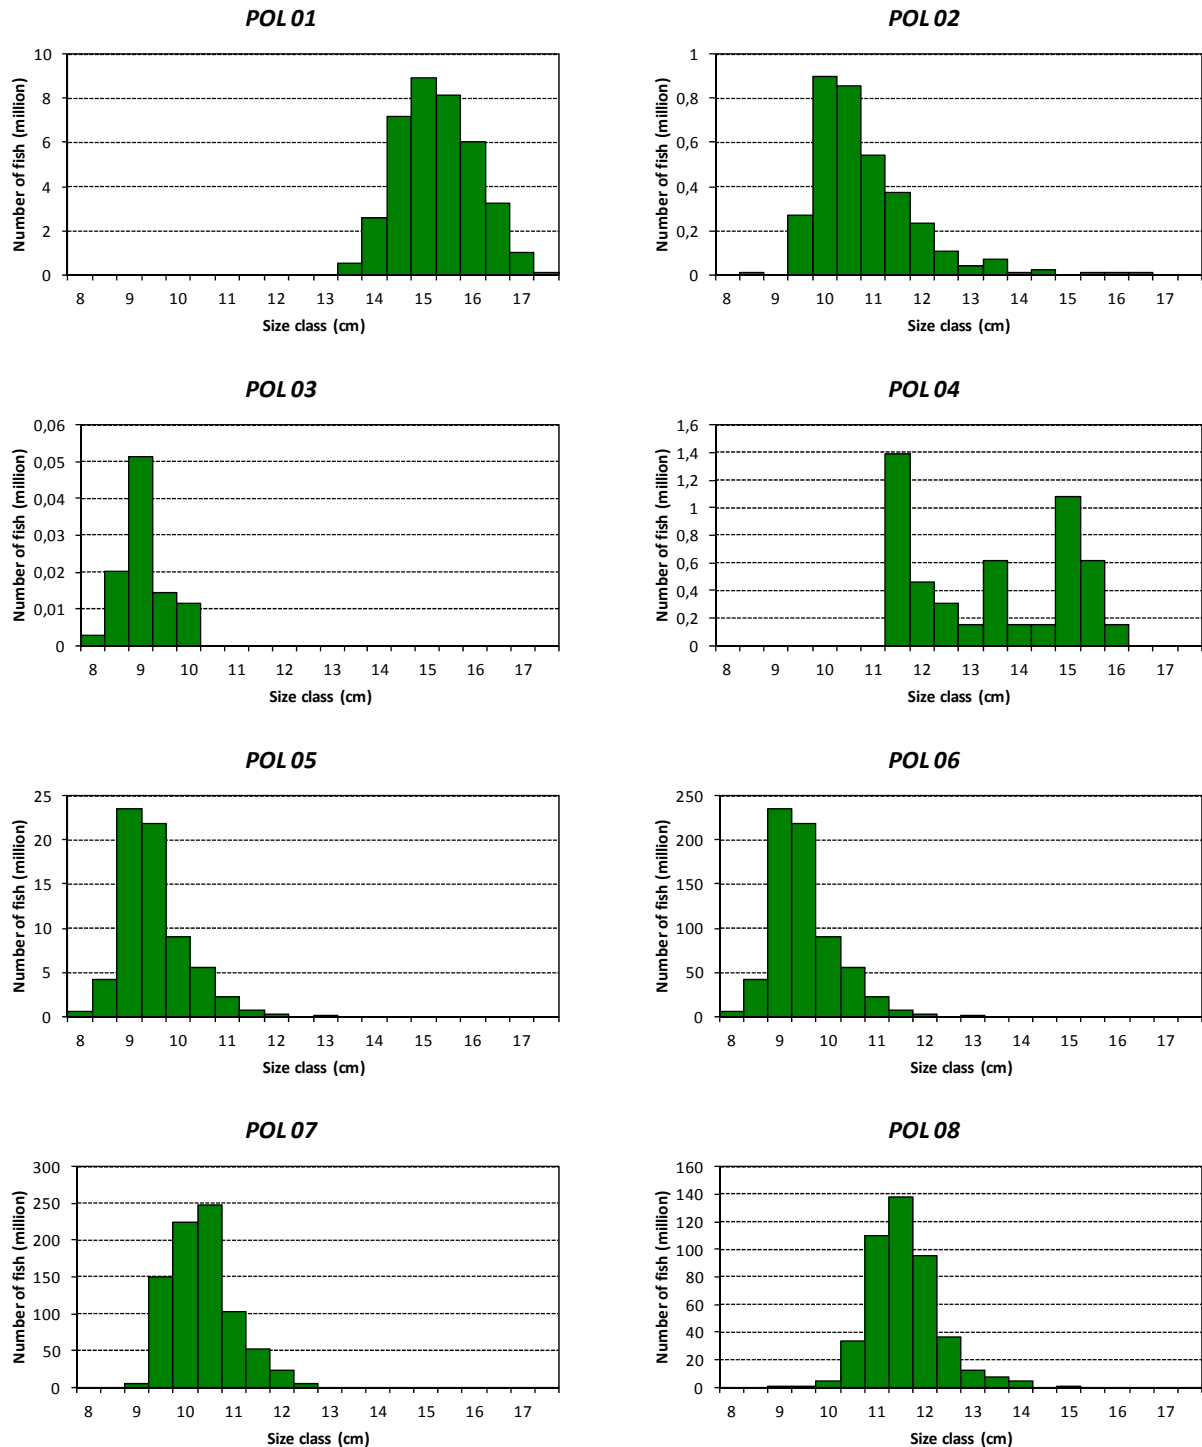 POL 01
Number of fish (million)
10
8
6
4
2
0
8 9 10 11 12 13 14 15 16 17
Size class (cm)
POL 02
Number of fish (million)
1
0,8
0,6
0,4
0,2
0
8 9 10 11 12 13 14 15 16 17
Size class (cm)
POL 03
Number of fish (million)
0,06
0,05
0,04
0,03
0,02
0,01
0
8 9 10 11 12 13 14 15 16 17
Size class (cm)
POL 04
Number of fish (million)
1,6
1,4
1,2
1
0,8
0,6
0,4
0,2
0
8 9 10 11 12 13 14 15 16 17
Size class (cm)
POL 05
Number of fish (million)
25
20
15
10
5
0
8 9 10 11 12 13 14 15 16 17
Size class (cm)
POL 06
Number of fish (million)
250
200
150
100
50
0
8 9 10 11 12 13 14 15 16 17
Size class (cm)
POL 07
Number of fish (million)
300
250
200
150
100
50
0
8 9 10 11 12 13 14 15 16 17
Size class (cm)
POL 08
Number of fish (million)
160
140
120
100
80
60
40
20
0
8 9 10 11 12 13 14 15 16 17
Size class (cm)